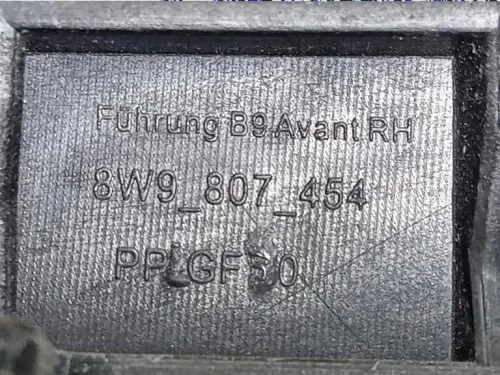 Führung B9 Avant RH
8W9_807_454
PP GF30